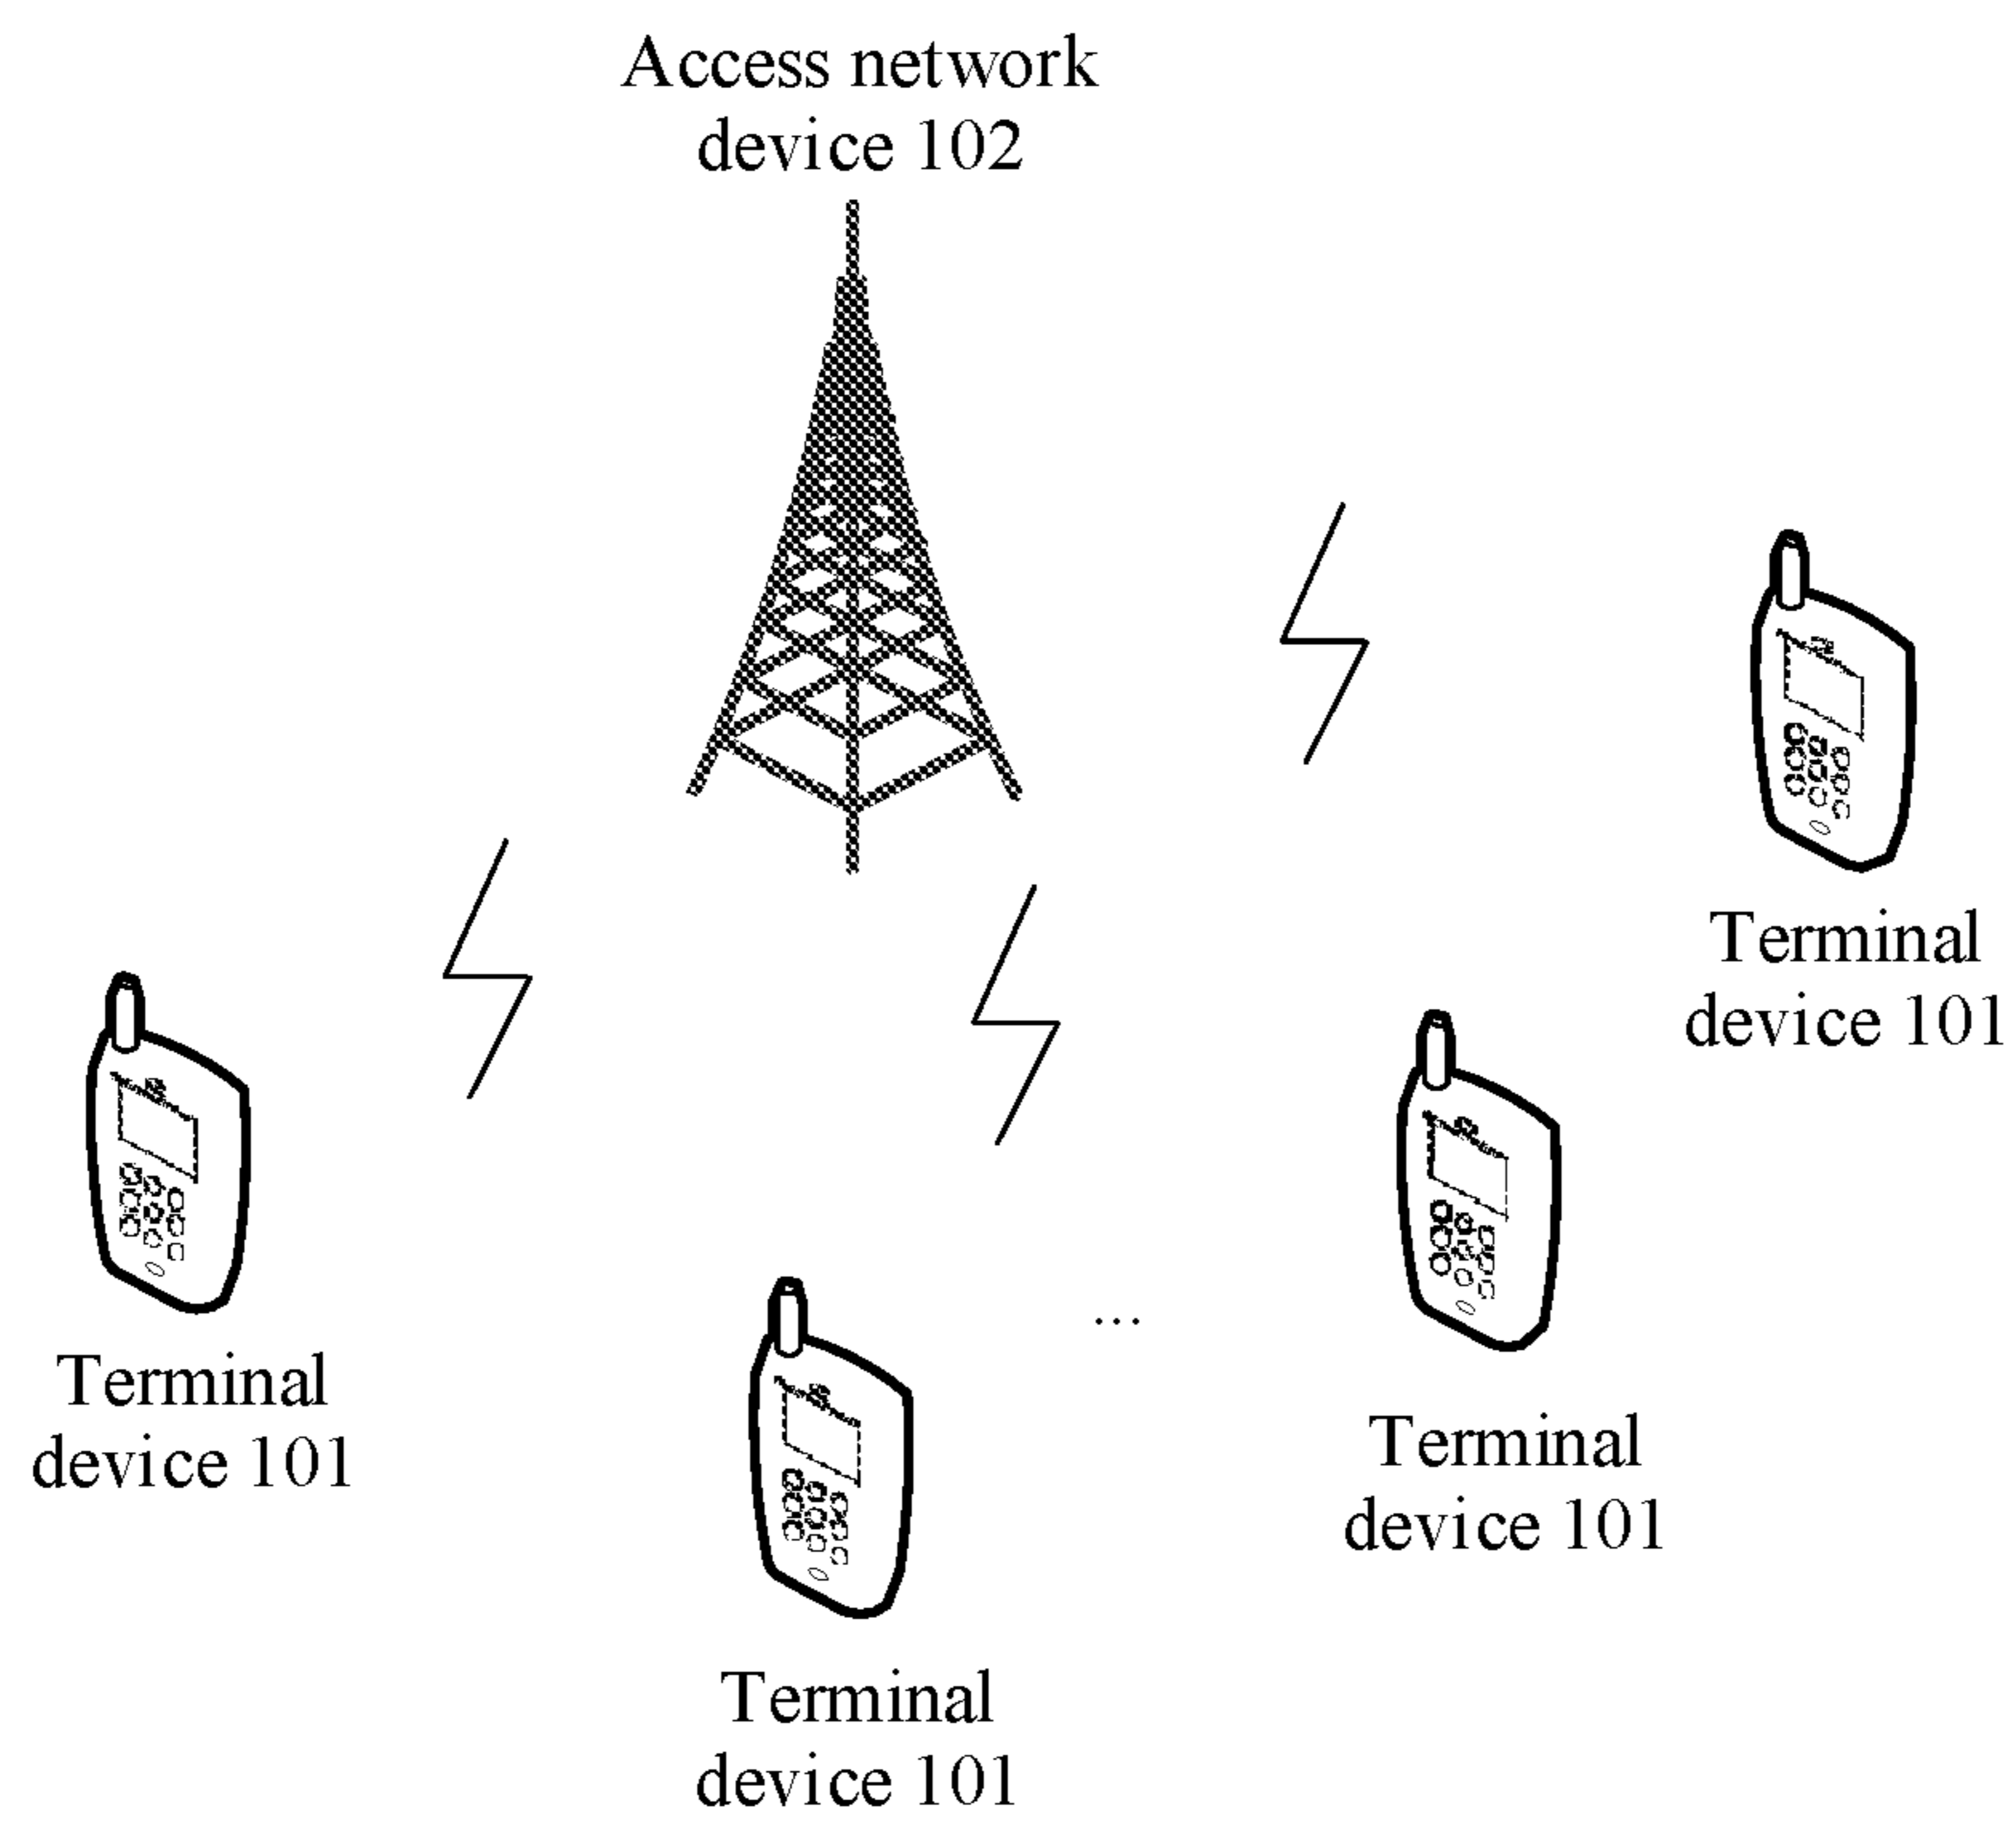 Access network
device 102
Terminal
device 101
Terminal
device 101
...
Terminal
device 101
Terminal
device 101